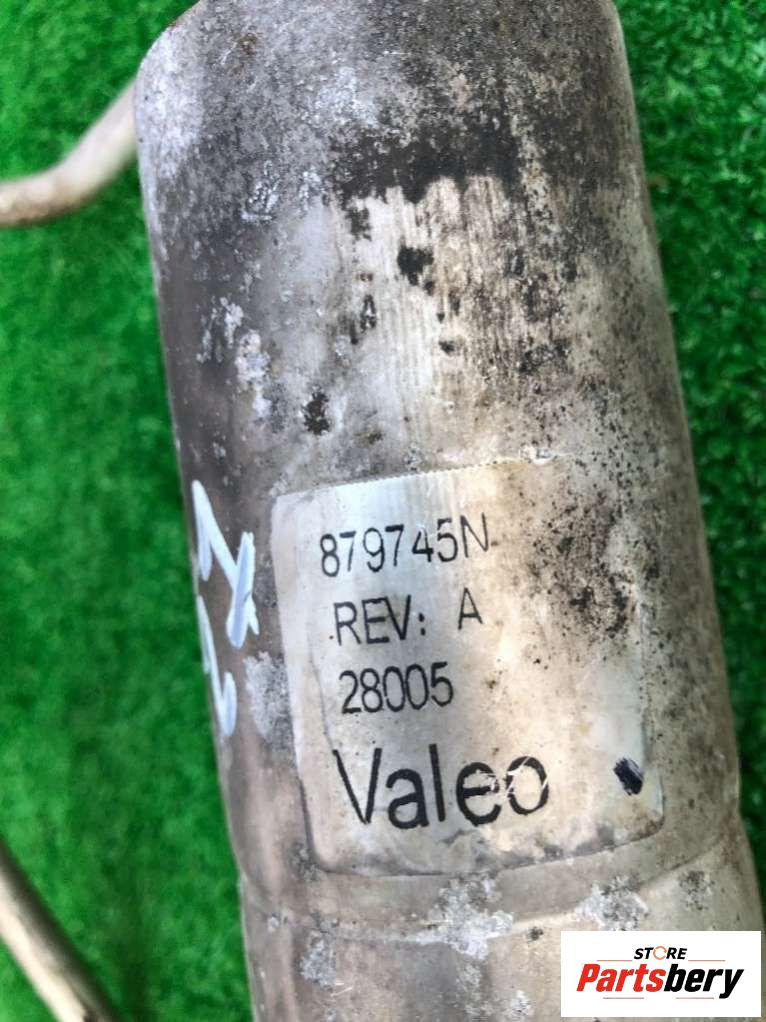 879745N
REV: A
28005
Valeo
STORE
Partsbery